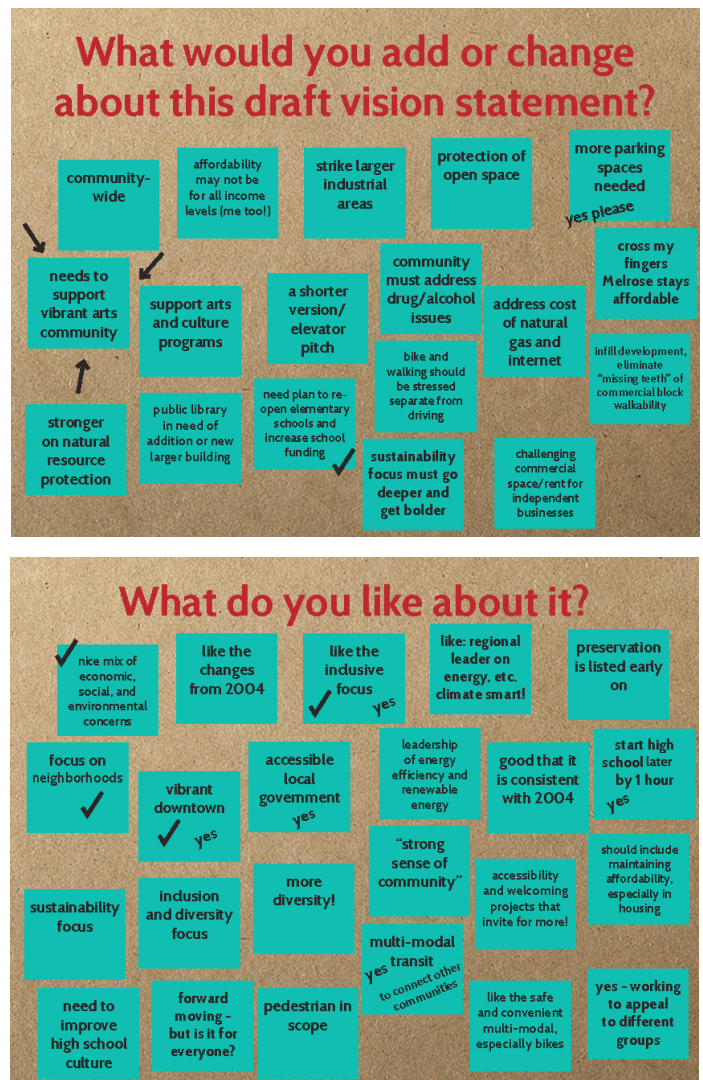 What would you add or change
about this draft vision statement?
community-
wide
affordability
may not be
for all income
levels (me too!)
strike larger
industrial
areas
protection of
open space
more parking
spaces
needed
yes please
needs to
support
vibrant arts
community
support arts
and culture
programs
a shorter
version/
elevator
pitch
community
must address
drug/alcohol
issues
address cost
of natural
gas and
internet
cross my
fingers
Melrose stays
affordable
stronger
on natural
resource
protection
public library
in need of
addition or new
larger building
need plan to re-
open elementary
schools and
increase school
funding
bike and
walking should
be stressed
separate from
driving
infill development,
eliminate
"missing teeth" of
commercial block
walkability
sustainability
focus must go
deeper and
get bolder
challenging
commercial
space/rent for
independent
businesses
What do you like about it?
nice mix of
economic,
social, and
environmental
concerns
like the
changes
from 2004
like the
inclusive
focus
yes
like: regional
leader on
energy, etc.
climate smart!
preservation
is listed early
on
focus on
neighborhoods
vibrant
downtown
yes
accessible
local
government
yes
leadership
of energy
efficiency and
renewable
energy
good that it
is consistent
with 2004
start high
school later
by 1 hour
yes
sustainability
focus
inclusion
and diversity
focus
more
diversity!
"strong
sense of
community"
accessibility
and welcoming
projects that
invite for more!
should include
maintaining
affordability,
especially in
housing
multi-modal
transit
yes
to connect other
communities
need to
improve
high school
culture
forward
moving -
but is it for
everyone?
pedestrian in
scope
like the safe
and convenient
multi-modal,
especially bikes
yes - working
to appeal
to different
groups